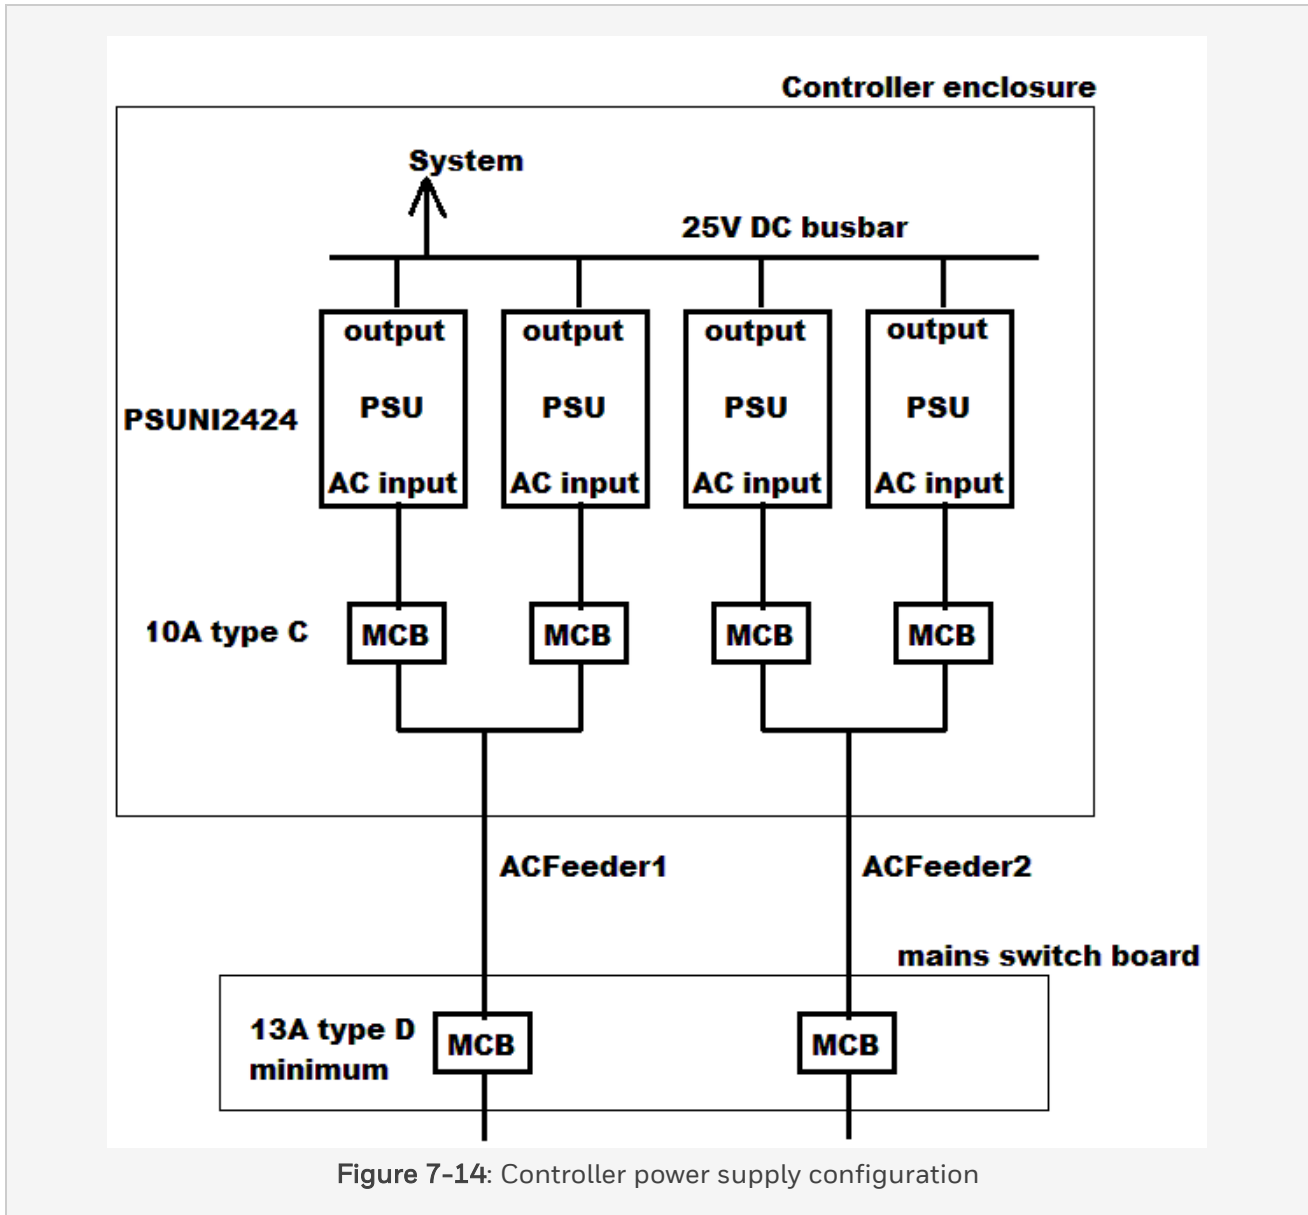 Controller enclosure
System
25V DC busbar
output output output output
PSUNI2424 PSU PSU PSU PSU
AC input AC input AC input AC input
10A type C MCB MCB MCB MCB
ACFeeder1 ACFeeder2
mains switch board
13A type D
minimum
MCB MCB
Figure 7-14: Controller power supply configuration